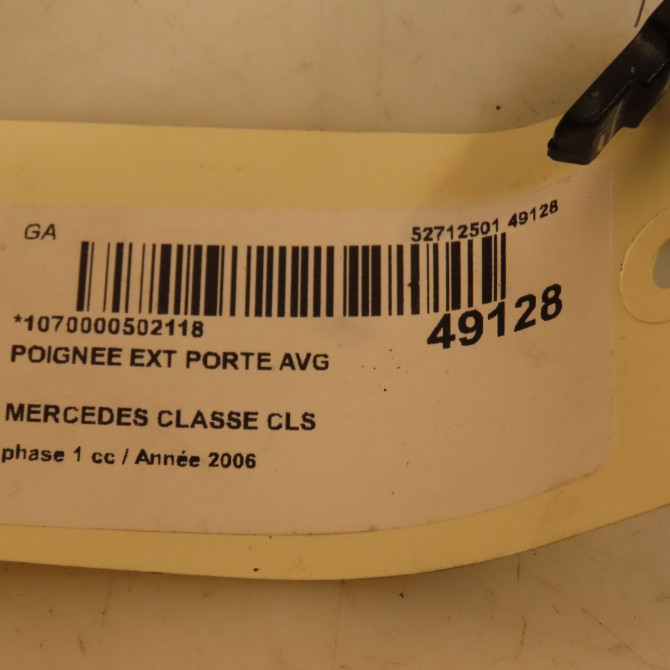 GA
52712501 49128
*1070000502118
49128
POIGNEE EXT PORTE AVG
MERCEDES CLASSE CLS
phase 1 cc / Année 2006